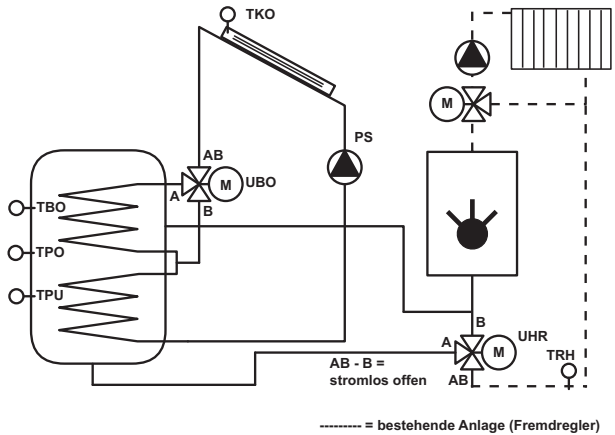 TKO
M
PS
AB
A
M
UBO
B
TBO
TPO
TPU
B
UHR
A
M
TRH
AB - B =
stromlos offen
AB
--------- = bestehende Anlage (Fremdregler)